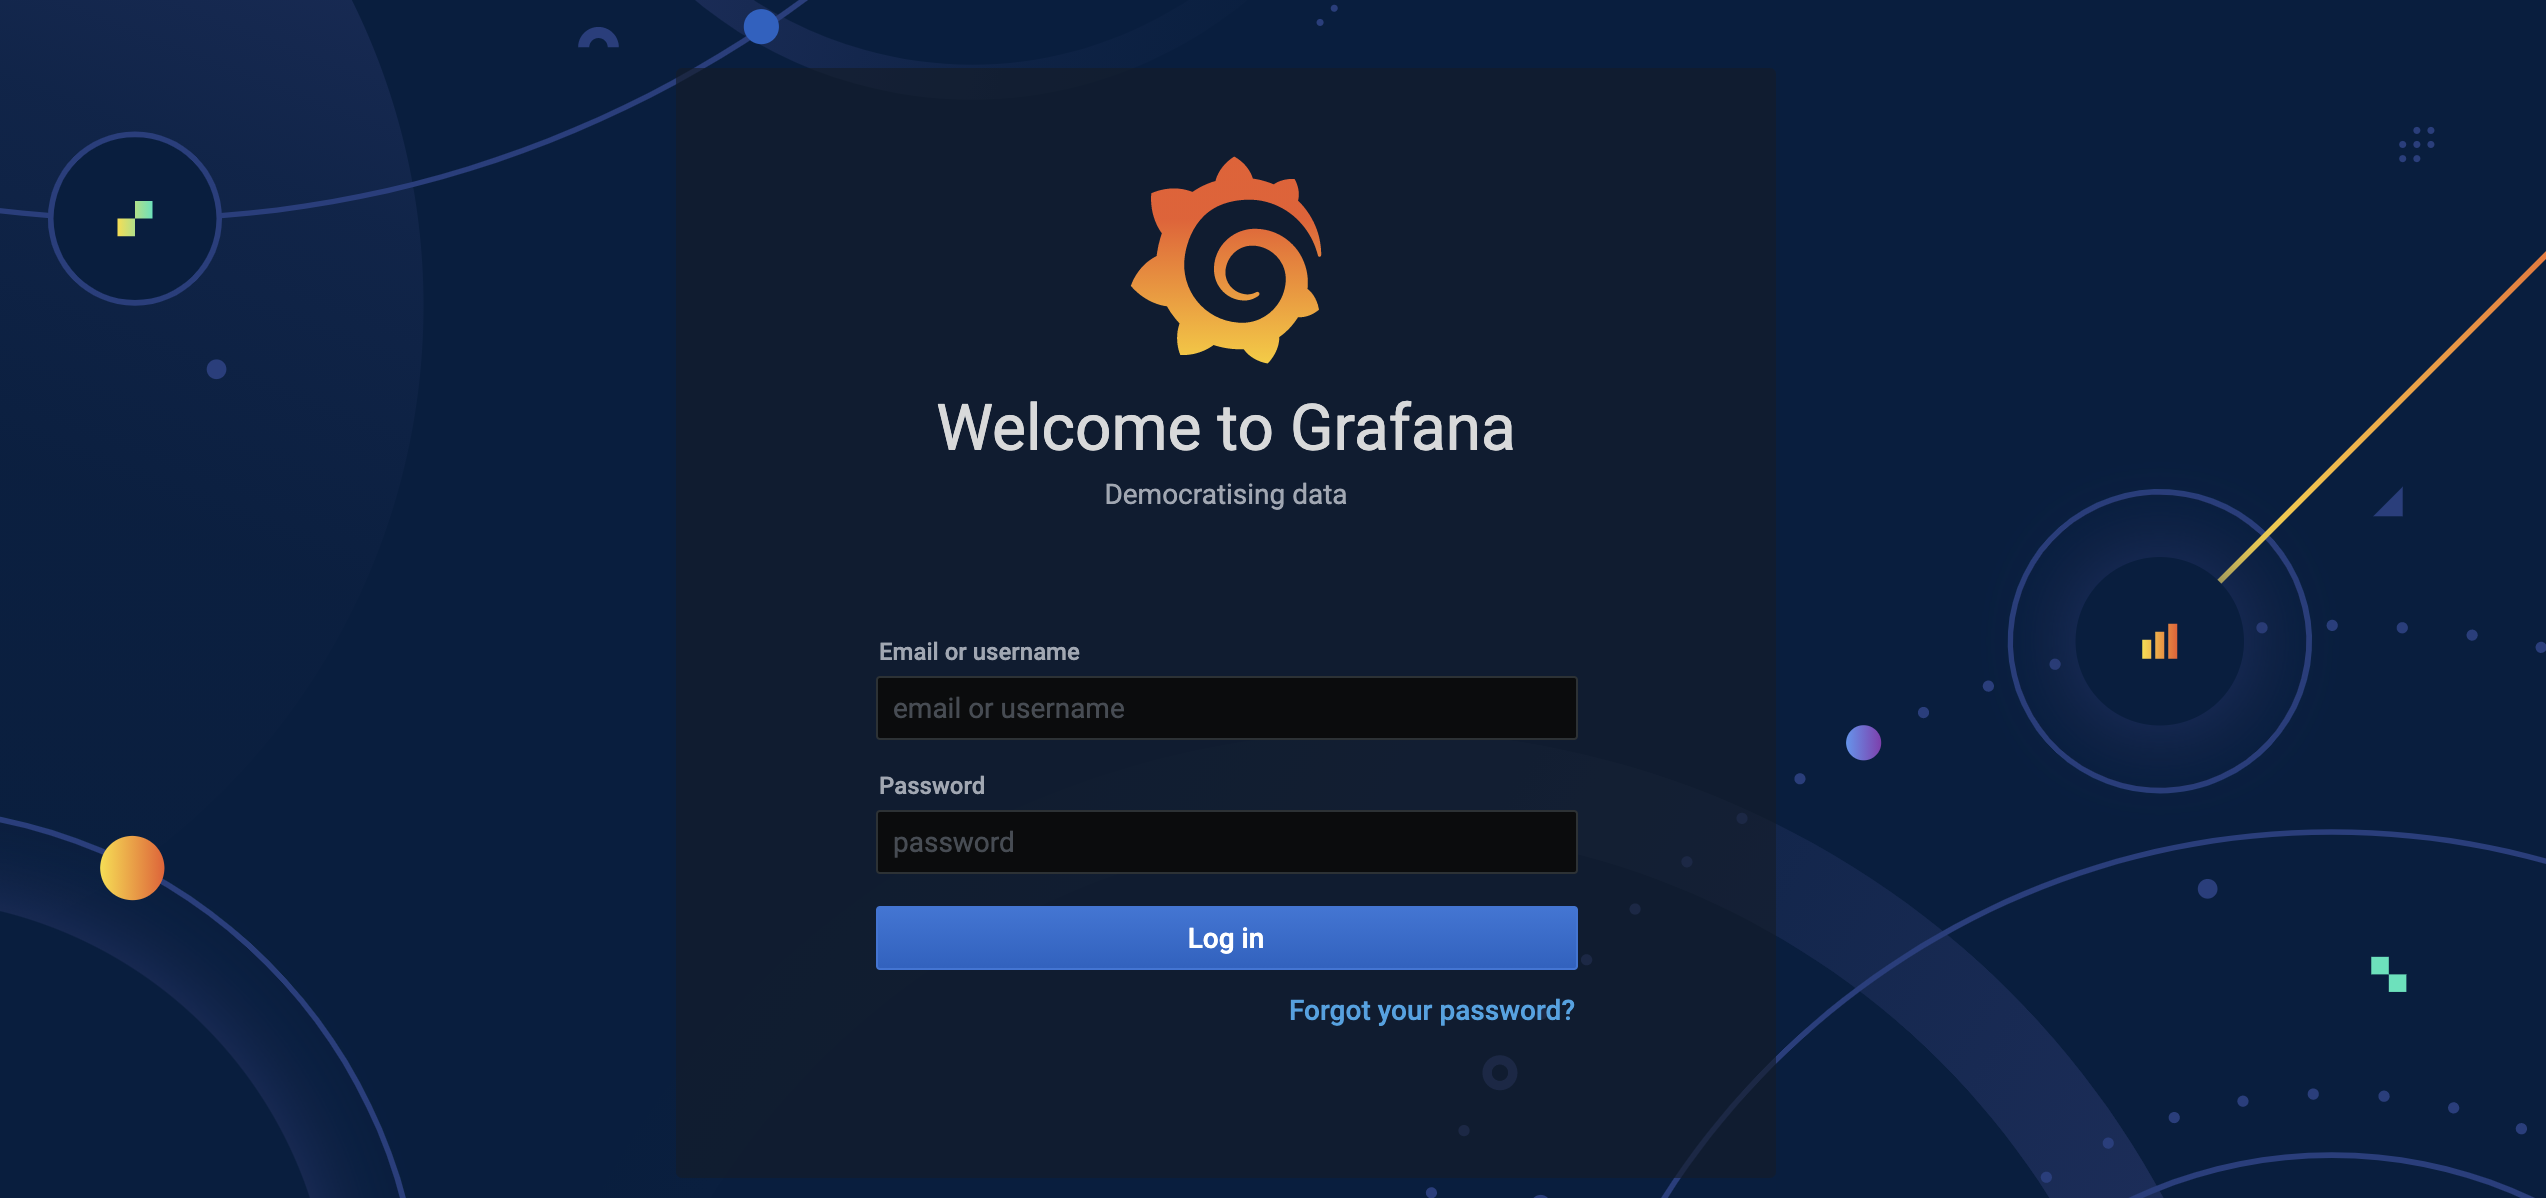 Welcome to Grafana
Democratising data
Email or username
email or username
Password
password
Log in
Forgot your password?